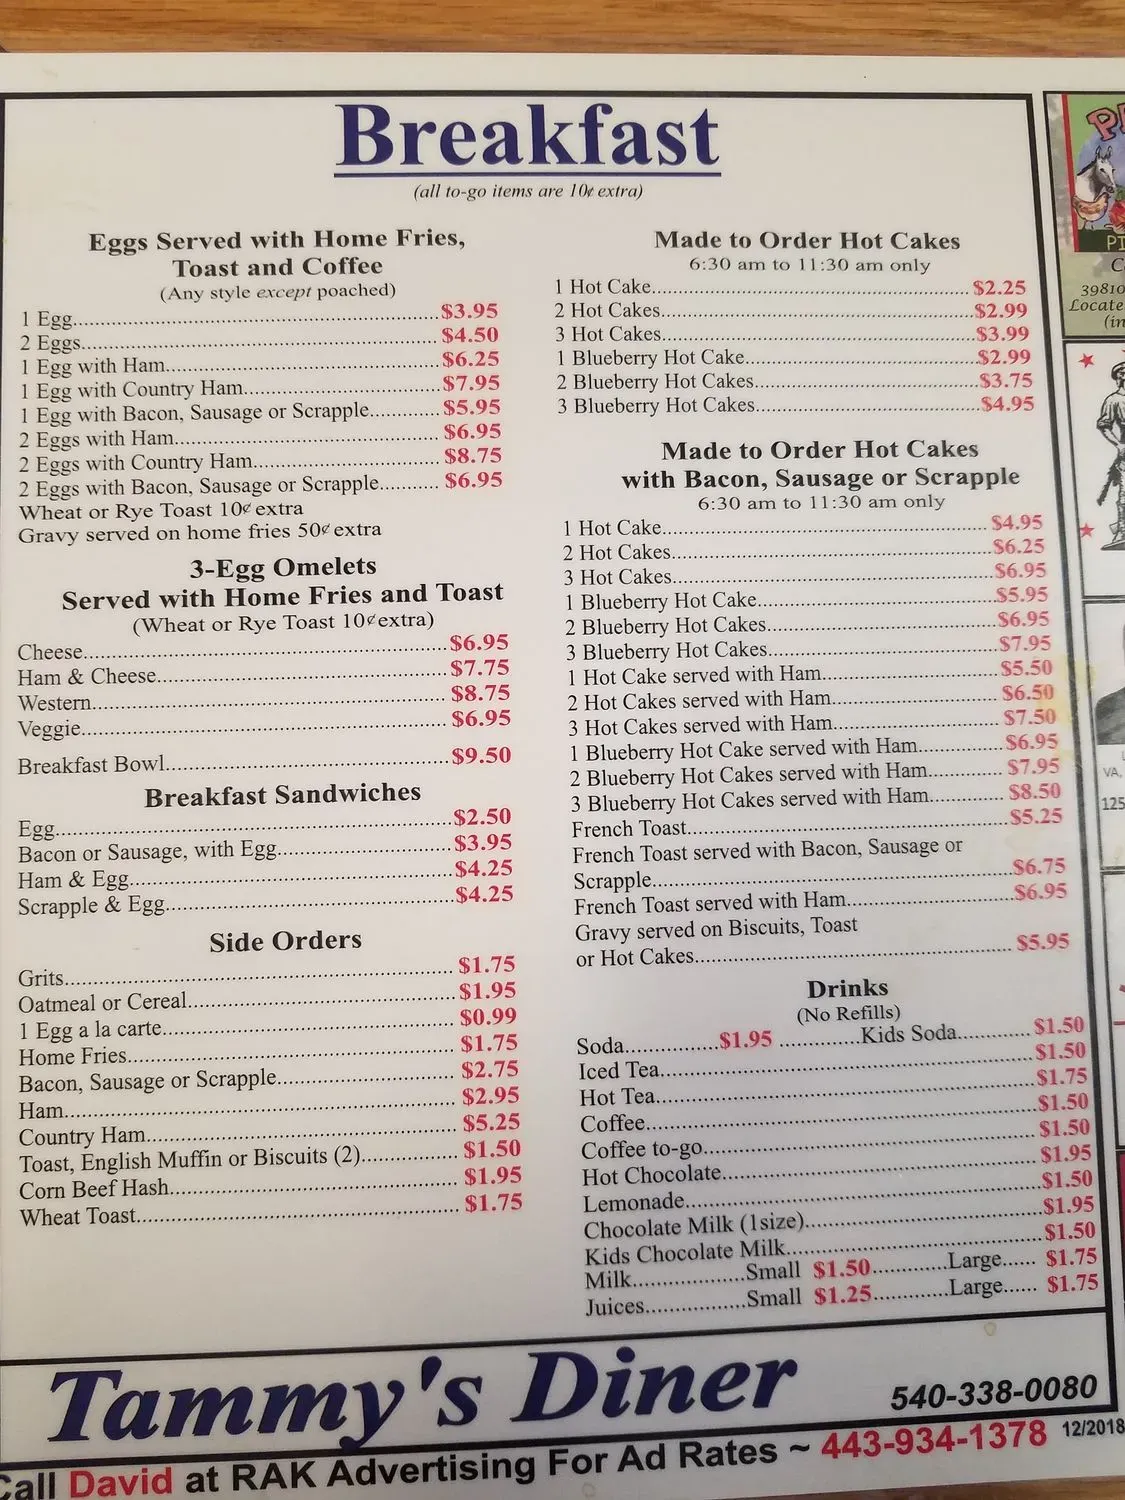 Breakfast
(all to-go items are 10¢ extra)
Eggs Served with Home Fries,
Toast and Coffee
(Any style except poached)
1 Egg $3.95
2 Eggs $4.50
1 Egg with Ham $6.25
1 Egg with Country Ham $7.95
1 Egg with Bacon, Sausage or Scrapple $5.95
2 Eggs with Ham $6.95
2 Eggs with Country Ham $8.75
2 Eggs with Bacon, Sausage or Scrapple $6.95
Wheat or Rye Toast 10¢ extra
Gravy served on home fries 50¢ extra
3-Egg Omelets
Served with Home Fries and Toast
(Wheat or Rye Toast 10¢ extra)
Cheese $6.95
Ham & Cheese $7.75
Western $8.75
Veggie $6.95
Breakfast Bowl $9.50
Breakfast Sandwiches
Egg $2.50
Bacon or Sausage, with Egg $3.95
Ham & Egg $4.25
Scrapple & Egg $4.25
Side Orders
Grits $1.75
Oatmeal or Cereal $1.95
1 Egg a la carte $0.99
Home Fries $1.75
Bacon, Sausage or Scrapple $2.75
Ham $2.95
Country Ham $5.25
Toast, English Muffin or Biscuits (2) $1.50
Corn Beef Hash $1.95
Wheat Toast $1.75
Made to Order Hot Cakes
6:30 am to 11:30 am only
1 Hot Cake $2.25
2 Hot Cakes $2.99
3 Hot Cakes $3.99
1 Blueberry Hot Cake $2.99
2 Blueberry Hot Cakes $3.75
3 Blueberry Hot Cakes $4.95
Made to Order Hot Cakes
with Bacon, Sausage or Scrapple
6:30 am to 11:30 am only
1 Hot Cake $4.95
2 Hot Cakes $6.25
3 Hot Cakes $6.95
1 Blueberry Hot Cake $5.95
2 Blueberry Hot Cakes $6.95
3 Blueberry Hot Cakes $7.95
1 Hot Cake served with Ham $5.50
2 Hot Cakes served with Ham $6.50
3 Hot Cakes served with Ham $7.50
1 Blueberry Hot Cake served with Ham $6.95
2 Blueberry Hot Cakes served with Ham $7.95
3 Blueberry Hot Cakes served with Ham $8.50
French Toast $5.25
French Toast served with Bacon, Sausage or
Scrapple $6.75
French Toast served with Ham $6.95
Gravy served on Biscuits, Toast
or Hot Cakes $5.95
Drinks
(No Refills)
Soda $1.95 Kids Soda $1.50
Iced Tea $1.50
Hot Tea $1.75
Coffee $1.50
Coffee to-go $1.50
Hot Chocolate $1.95
Lemonade $1.50
Chocolate Milk (1size) $1.95
Kids Chocolate Milk $1.50
Milk Small $1.50 Large $1.75
Juices Small $1.25 Large $1.75
Tammy's Diner
540-338-0080
Call David at RAK Advertising For Ad Rates ~ 443-934-1378 12/2018
39810
VA,
125